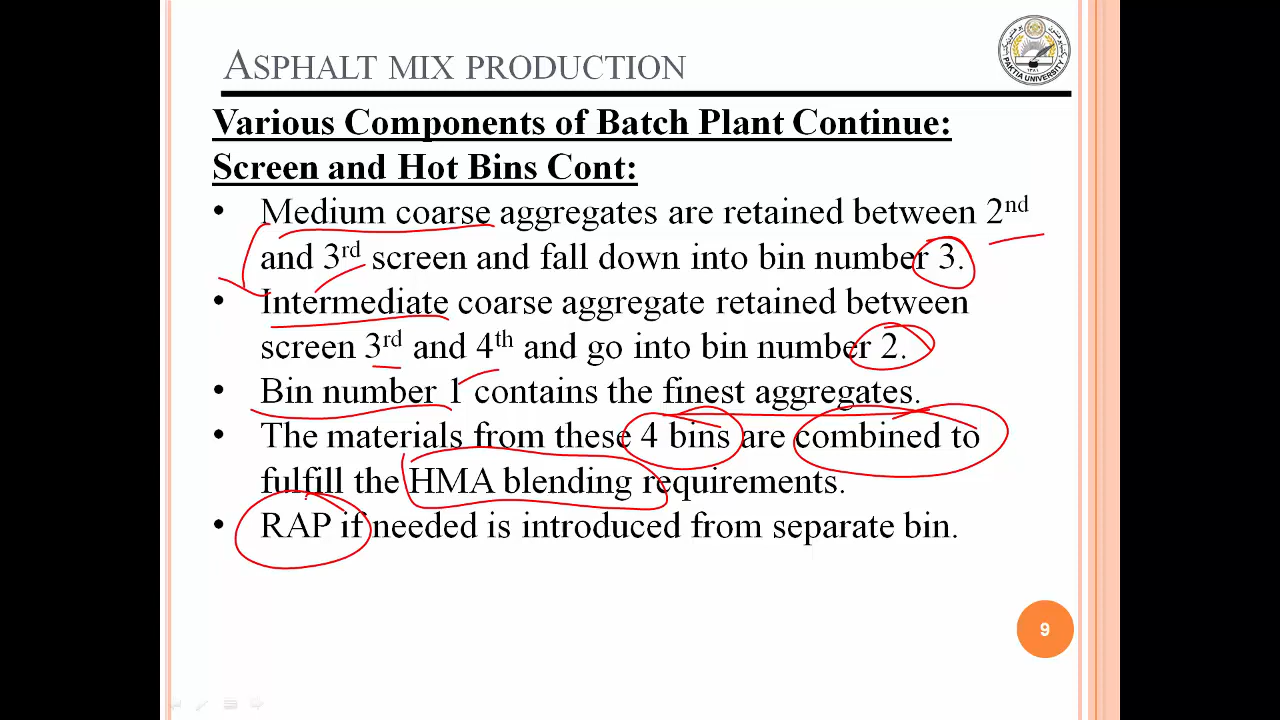 ASPHALT MIX PRODUCTION
PAKTIA UNIVERSITY
Various Components of Batch Plant Continue:
Screen and Hot Bins Cont:
• Medium coarse aggregates are retained between 2nd
and 3rd screen and fall down into bin number 3.
• Intermediate coarse aggregate retained between
screen 3rd and 4th and go into bin number 2.
• Bin number 1 contains the finest aggregates.
• The materials from these 4 bins are combined to
fulfill the HMA blending requirements.
• RAP if needed is introduced from separate bin.
9